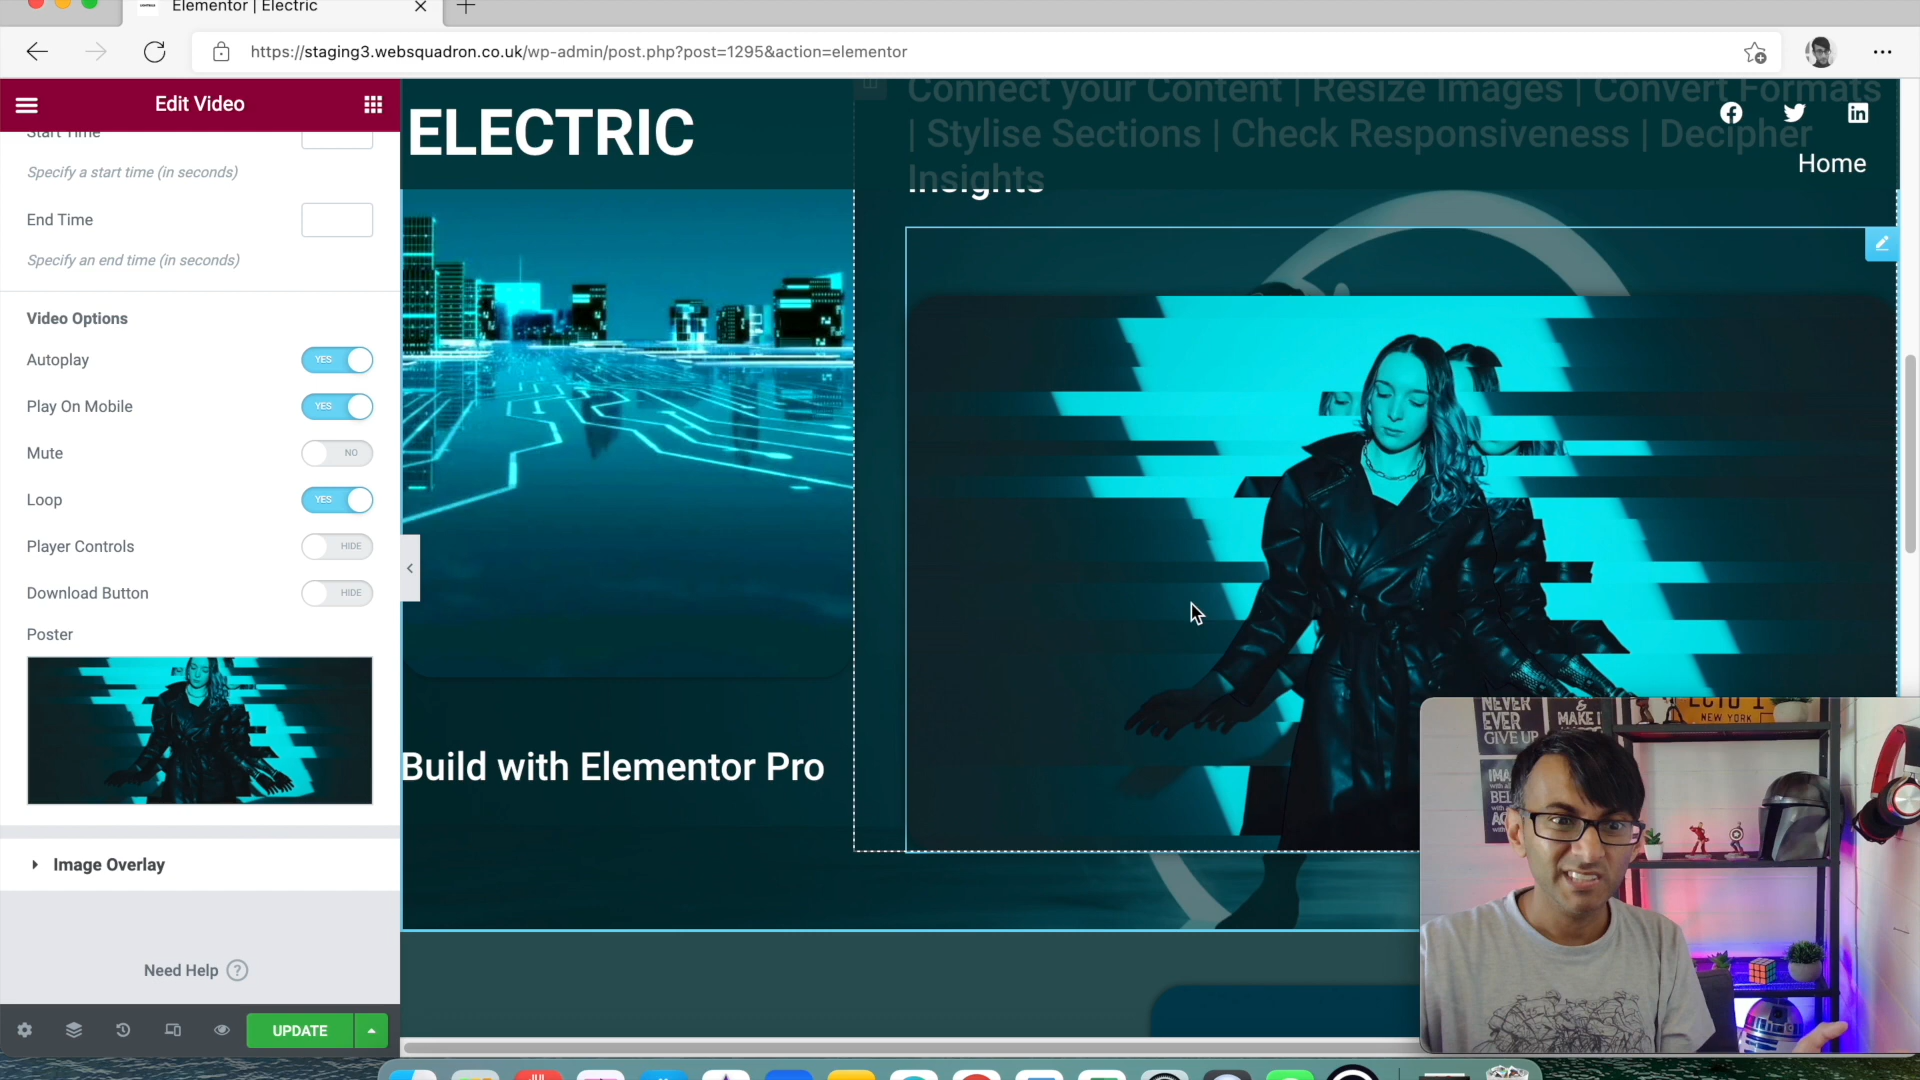 Elementor | Electric
https://staging3.websquadron.co.uk/wp-admin/post.php?post=1295&action=elementor
Edit Video
Start Time
Specify a start time (in seconds)
End Time
Specify an end time (in seconds)
Video Options
Autoplay
YES
Play On Mobile
YES
Mute
NO
Loop
YES
Player Controls
HIDE
Download Button
HIDE
Poster
Image Overlay
Need Help
?
UPDATE
ELECTRIC
Connect your Content | Resize Images | Convert Formats
| Stylise Sections | Check Responsiveness | Decipher
Insights
Home
Build with Elementor Pro
NEVER
EVER
GIVE UP
&
MAKE I
NEW YORK